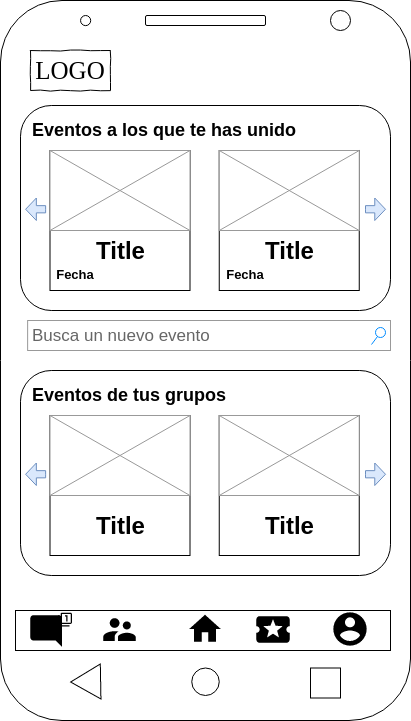 LOGO
Eventos a los que te has unido
Title
Title
Fecha
Fecha
Busca un nuevo evento
Eventos de tus grupos
Title
Title
1